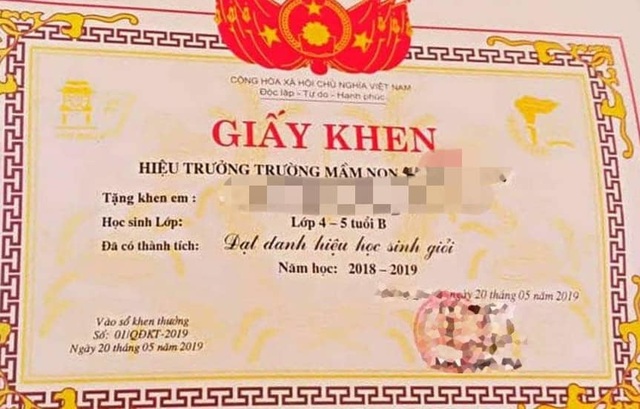 CỘNG HÒA XÃ HỘI CHỦ NGHĨA VIỆT NAM
Độc lập - Tự do - Hạnh phúc
GIẤY KHEN
HIỆU TRƯỞNG TRƯỜNG MẦM NON
Tặng khen em :
Học sinh Lớp: Lớp 4 - 5 tuổi B
Đã có thành tích: Đạt danh hiệu học sinh giỏi
Năm học: 2018 - 2019
ngày 20 tháng 05 năm 2019
Vào sổ khen thưởng
Số: 01/QĐKT-2019
Ngày 20 tháng 05 năm 2019